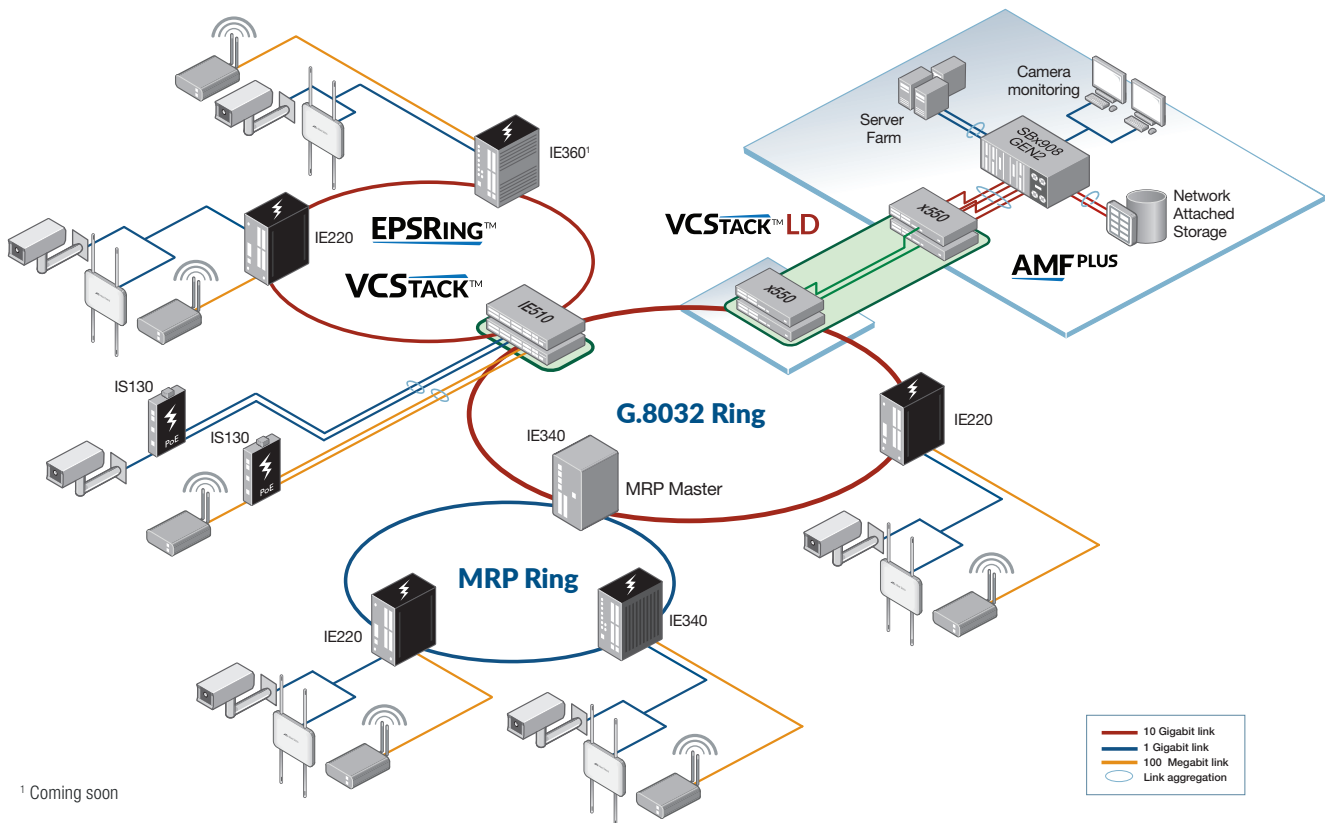 Camera
monitoring
Server
Farm
SBx908
GEN2
IE360¹
Network
Attached
Storage
x550
VCSTACK™ LD
EPSRING™
IE220
AMF PLUS
VCSTACK™
x550
IE510
IS130
PoE
IS130
PoE
G.8032 Ring
IE220
IE340
MRP Master
MRP Ring
IE220
IE340
10 Gigabit link
1 Gigabit link
100 Megabit link
Link aggregation
¹ Coming soon